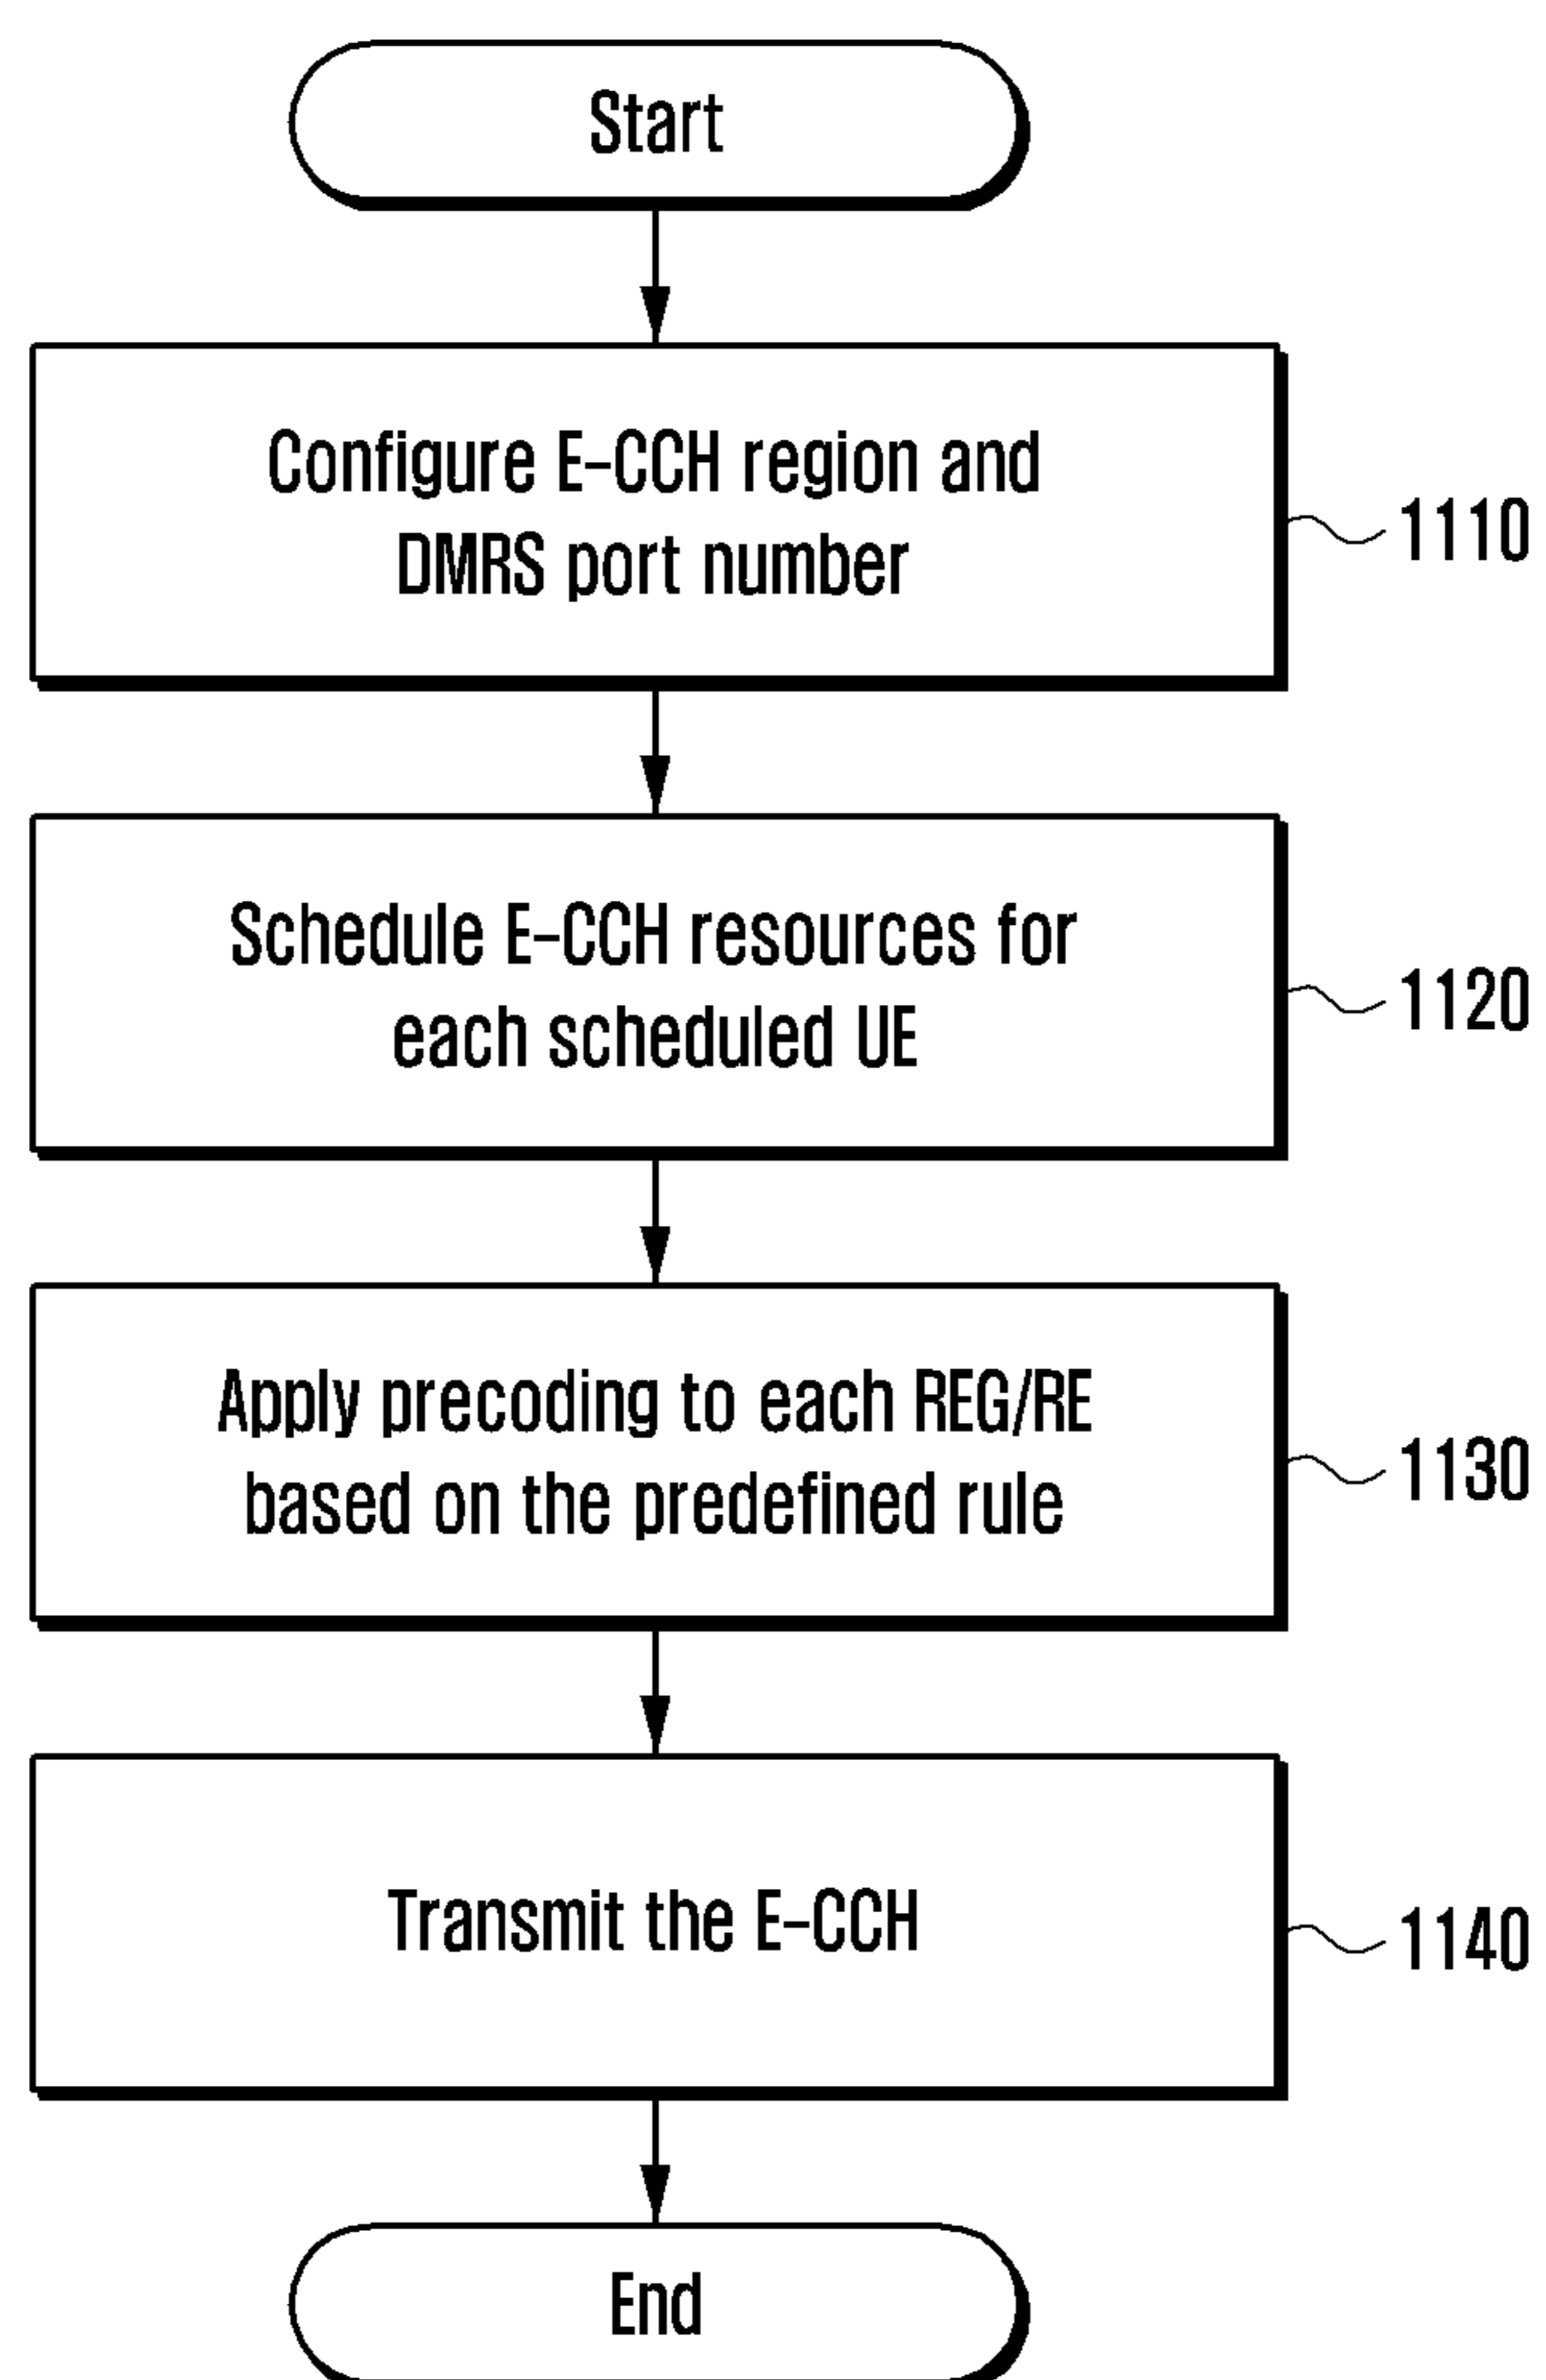 Start
Configure E-CCH region and
DMRS port number
1110
Schedule E-CCH resources for
each scheduled UE
1120
Apply precoding to each REG/RE
based on the predefined rule
1130
Transmit the E-CCH
1140
End